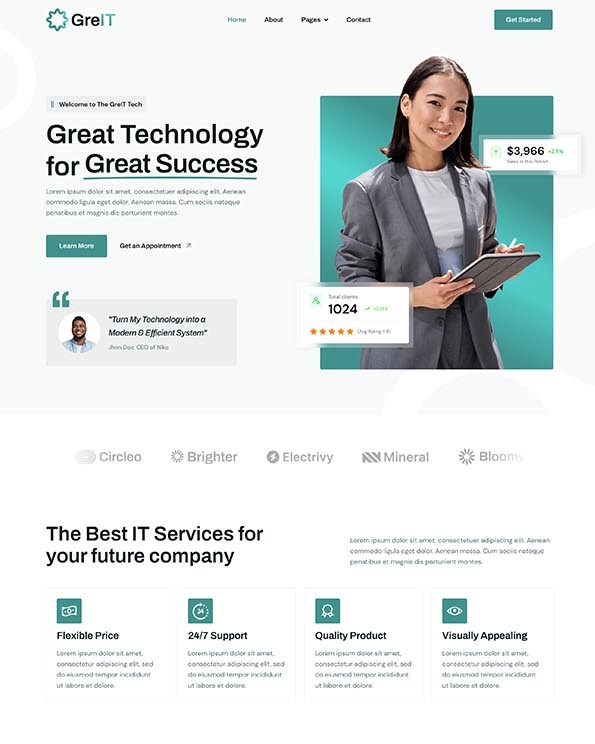 GreIT
Home
About
Pages
Contact
Get Started
Welcome to The GreIT Tech
Great Technology
for Great Success
Lorem ipsum dolor sit amet, consectetuer adipiscing elit. Aenean
commodo ligula eget dolor. Aenean massa. Cum sociis natoque
penatibus et magnis dis parturient montes.
Learn More
Get an Appointment
"Turn My Technology into a
Modern & Efficient System"
Jhon Doo, CEO of Nike
$3,966
Sales in this Period
Total clients
1024
(Avg Rating 4.8)
Circleo
Brighter
Electrivy
Mineral
Bloomy
The Best IT Services for
your future company
Lorem ipsum dolor sit amet, consectetuer adipiscing elit. Aenean
commodo ligula eget dolor. Aenean massa. Cum sociis natoque
penatibus et magnis dis parturient montes.
Flexible Price
Lorem ipsum dolor sit amet,
consectetur adipiscing elit, sed
do eiusmod tempor incididunt
ut labore et dolore.
24
24/7 Support
Lorem ipsum dolor sit amet,
consectetur adipiscing elit, sed
do eiusmod tempor incididunt
ut labore et dolore.
Quality Product
Lorem ipsum dolor sit amet,
consectetur adipiscing elit, sed
do eiusmod tempor incididunt
ut labore et dolore.
Visually Appealing
Lorem ipsum dolor sit amet,
consectetur adipiscing elit, sed
do eiusmod tempor incididunt
ut labore et dolore.